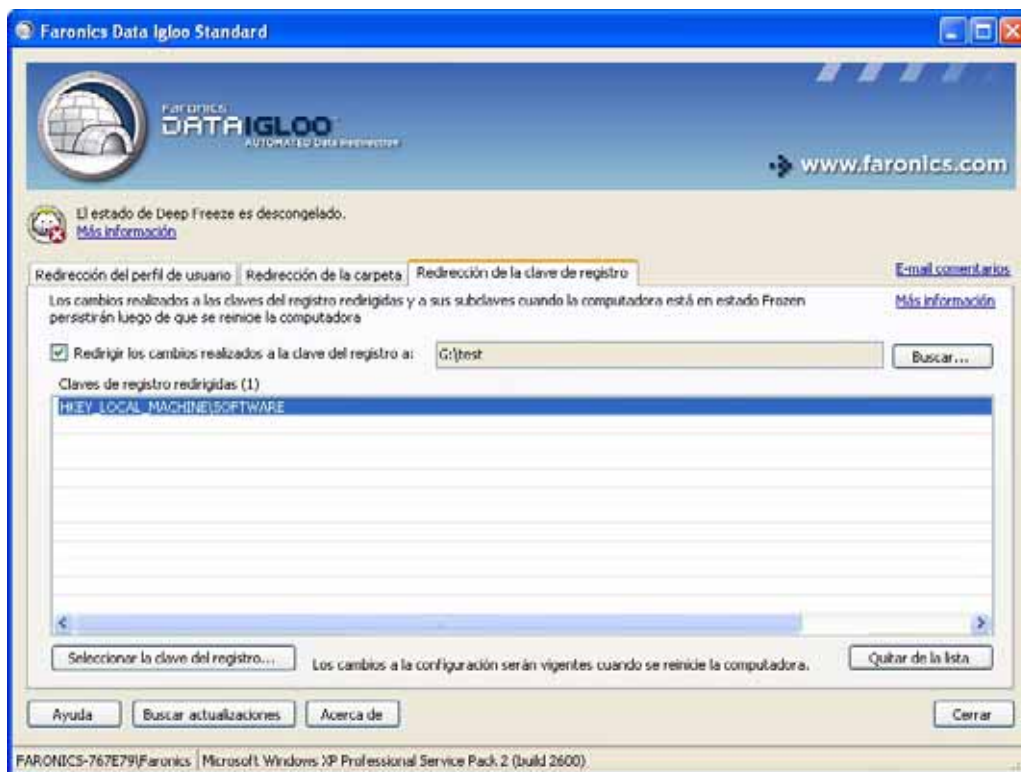 Faronics Data Igloo Standard
Faronics
DATAIGLOO
AUTOMATED Data Redirection
www.faronics.com
El estado de Deep Freeze es descongelado.
Más información
Redirección del perfil de usuario
Redirección de la carpeta
Redirección de la clave de registro
E-mail comentarios
Los cambios realizados a las claves del registro redirigidas y a sus subclaves cuando la computadora está en estado Frozen
persistirán luego de que se reinicie la computadora
Más información
Redirigir los cambios realizados a la clave del registro a:
G:\test
Buscar...
Claves de registro redirigidas (1)
HKEY_LOCAL_MACHINE\SOFTWARE
Seleccionar la clave del registro...
Los cambios a la configuración serán vigentes cuando se reinicie la computadora.
Quitar de la lista
Ayuda
Buscar actualizaciones
Acerca de
Cerrar
FARONICS-767E79\Faronics
Microsoft Windows XP Professional Service Pack 2 (build 2600)